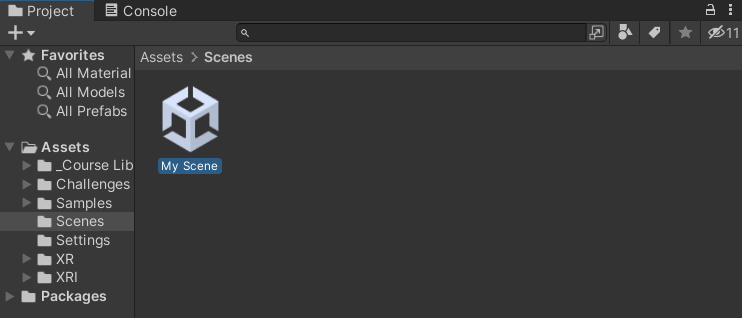 Project Console
11
Favorites
All Material
All Models
All Prefabs
Assets
_Course Lib
Challenges
Samples
Scenes
Settings
XR
XRI
Packages
Assets > Scenes
My Scene